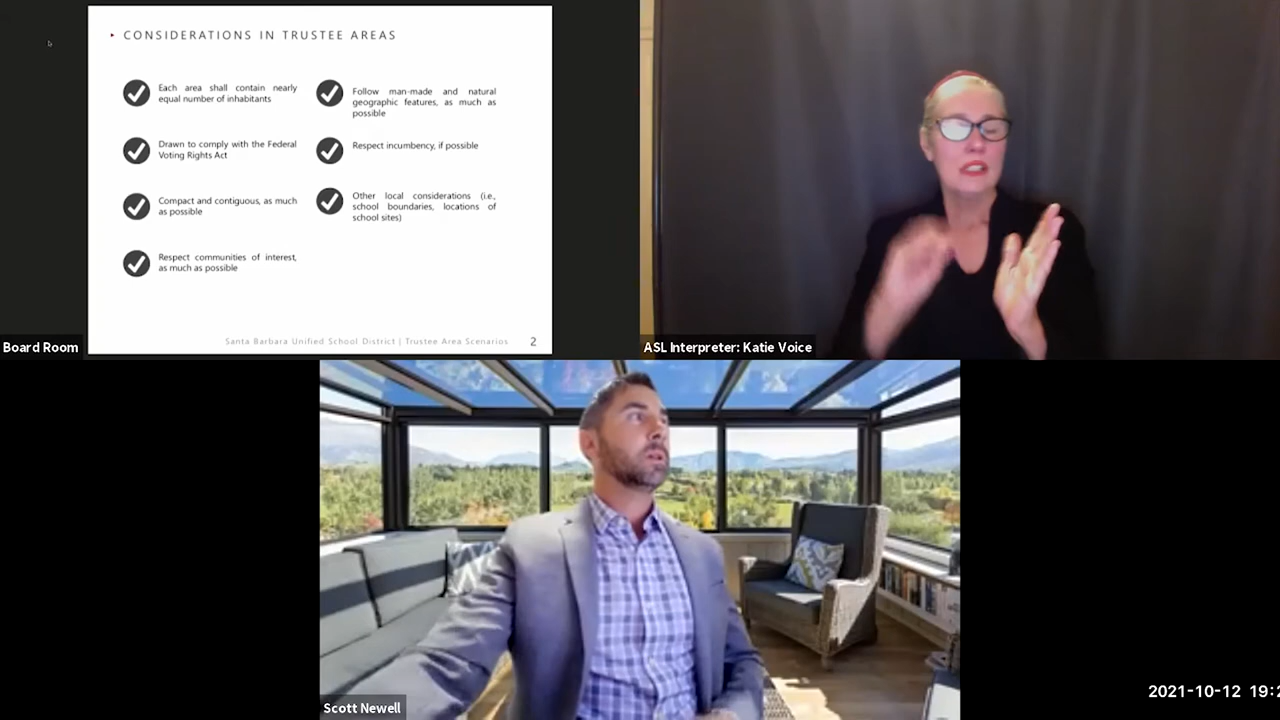 CONSIDERATIONS IN TRUSTEE AREAS
Each area shall contain nearly
equal number of inhabitants
Drawn to comply with the Federal
Voting Rights Act
Compact and contiguous, as much
as possible
Respect communities of interest,
as much as possible
Follow man-made and natural
geographic features, as much as
possible
Respect incumbency, if possible
Other local considerations (i.e.,
school boundaries, locations of
school sites)
Santa Barbara Unified School District | Trustee Area Scenarios 2
Board Room
ASL Interpreter: Katie Voice
Scott Newell
2021-10-12 19:2